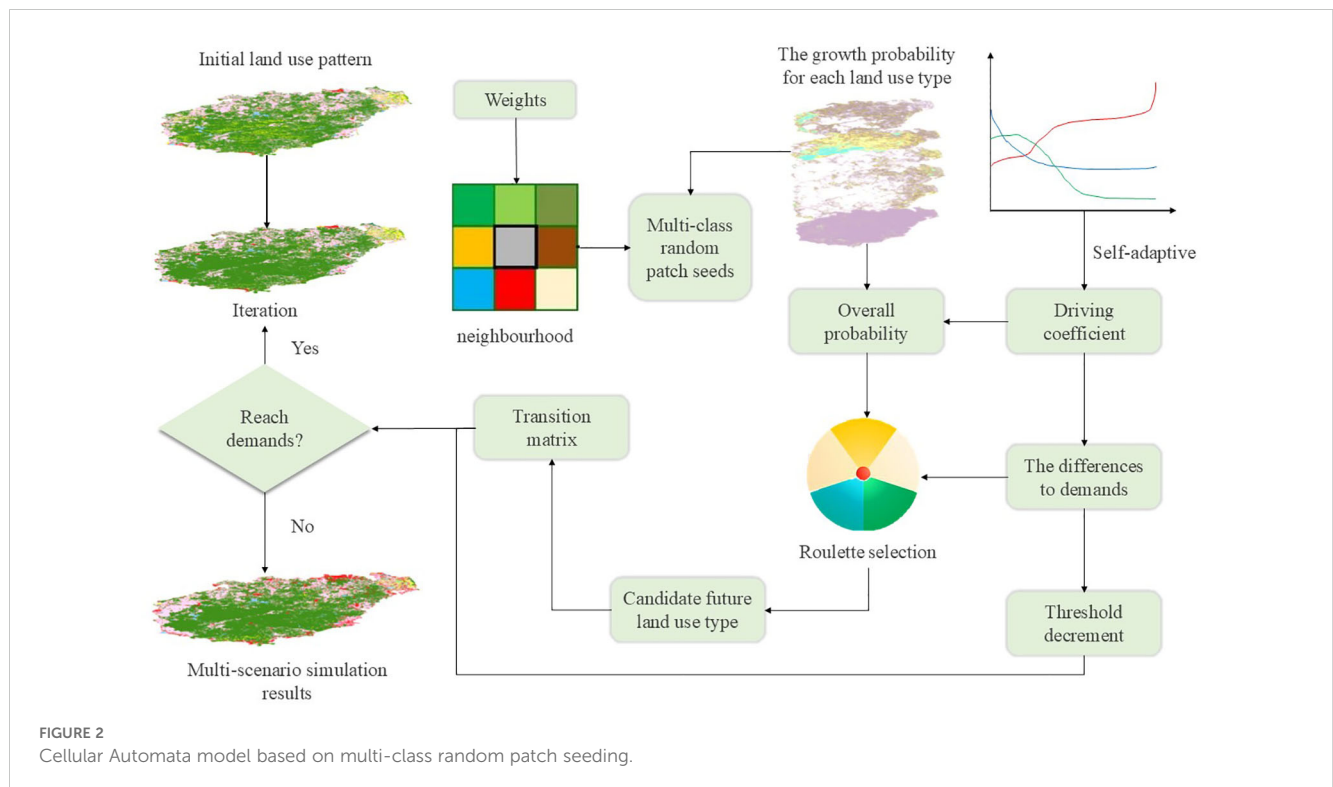 Initial land use pattern
Iteration
Yes
Reach
demands?
No
Multi-scenario simulation
results
Weights
neighbourhood
Multi-class
random
patch seeds
The growth probability
for each land use type
Self-adaptive
Overall
probability
Driving
coefficient
Transition
matrix
The differences
to demands
Roulette selection
Candidate future
land use type
Threshold
decrement
FIGURE 2
Cellular Automata model based on multi-class random patch seeding.